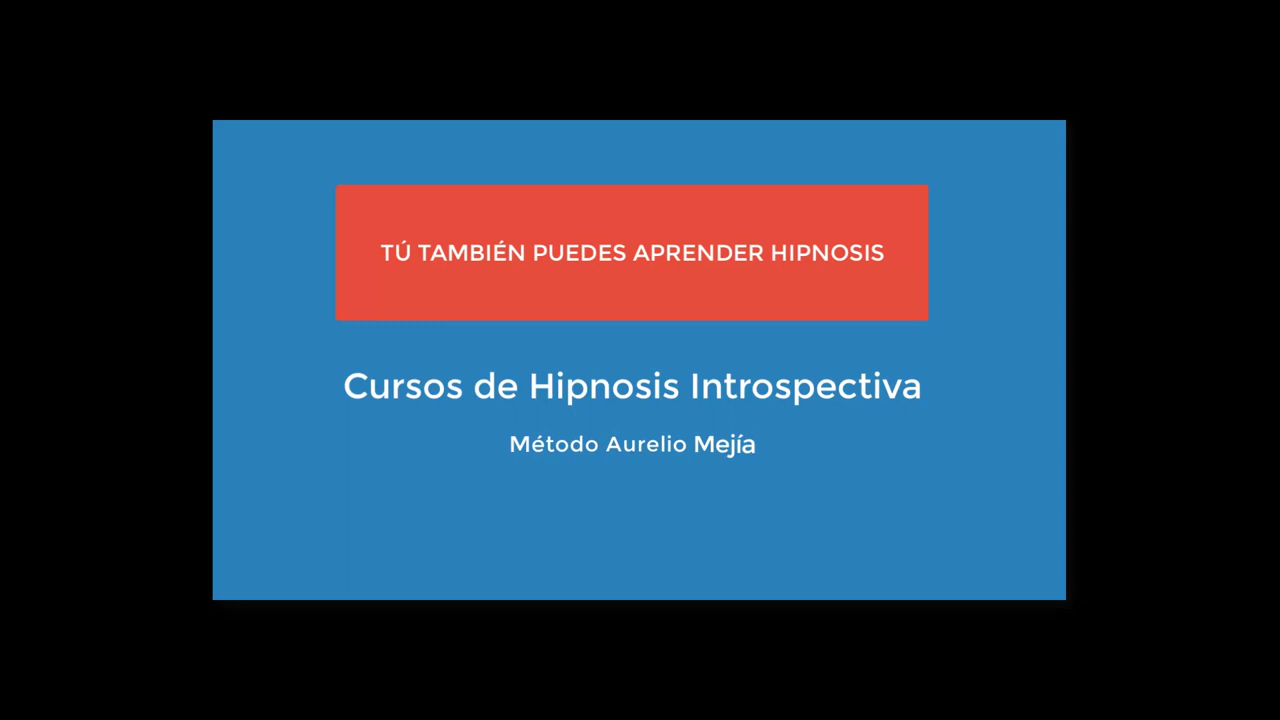 TÚ TAMBIÉN PUEDES APRENDER HIPNOSIS
Cursos de Hipnosis Introspectiva
Método Aurelio Mejía